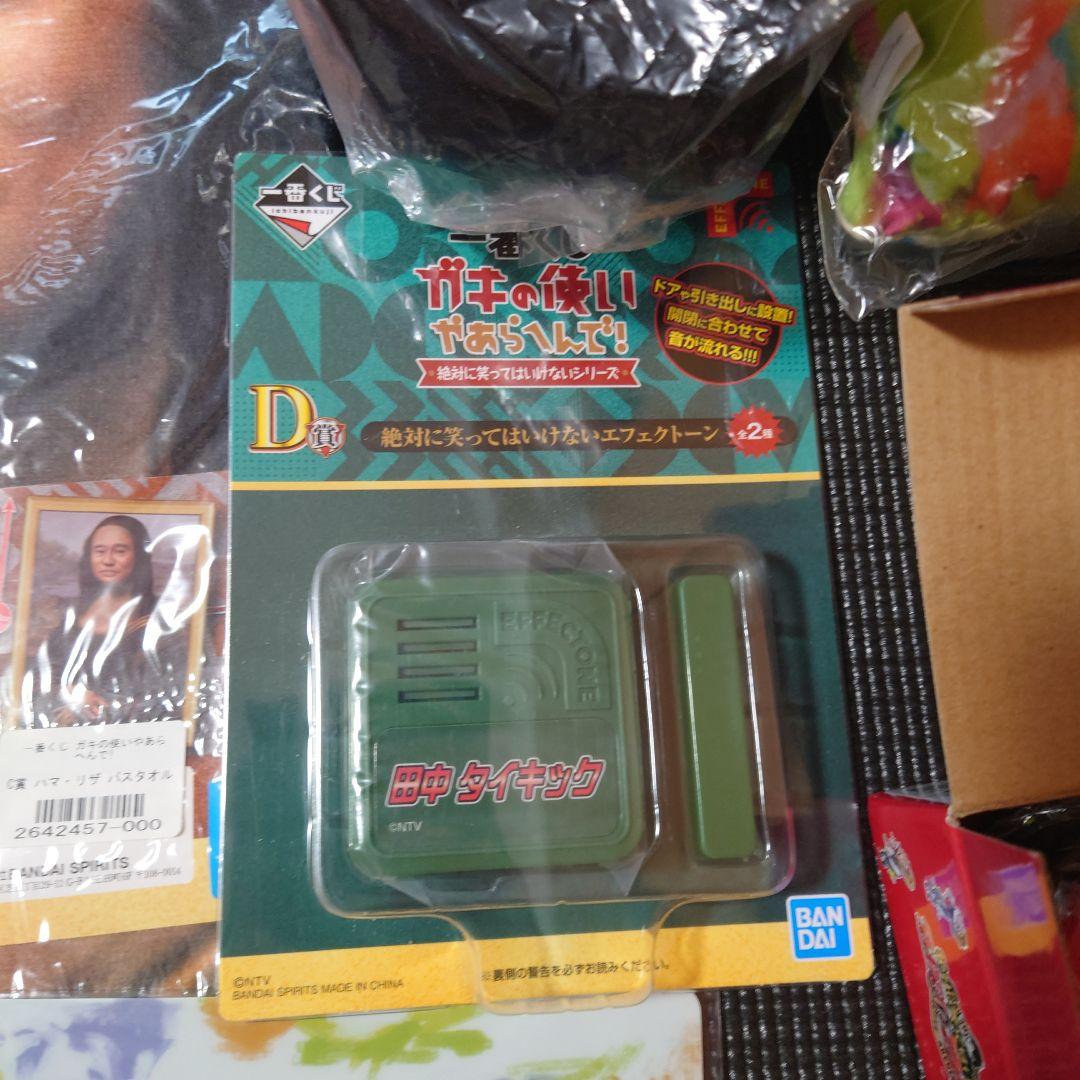 一番くじ
ichibankuji
一番くじ
ガキの使い
やあらへんで!
絶対に笑ってはいけないシリーズ
ドアや引き出しに設置!
開閉に合わせて
音が流れる!!!
D賞
絶対に笑ってはいけないエフェクトーン
全2種
EFFECTONE
田中 タイキック
©NTV
BAN
DAI
©NTV
BANDAI SPIRITS MADE IN CHINA
※裏側の警告を必ずお読みください。
一番くじ ガキの使いやあら
へんで!
C賞 ハマ・リザ バスタオル
2642457-000
BANDAI SPIRITS